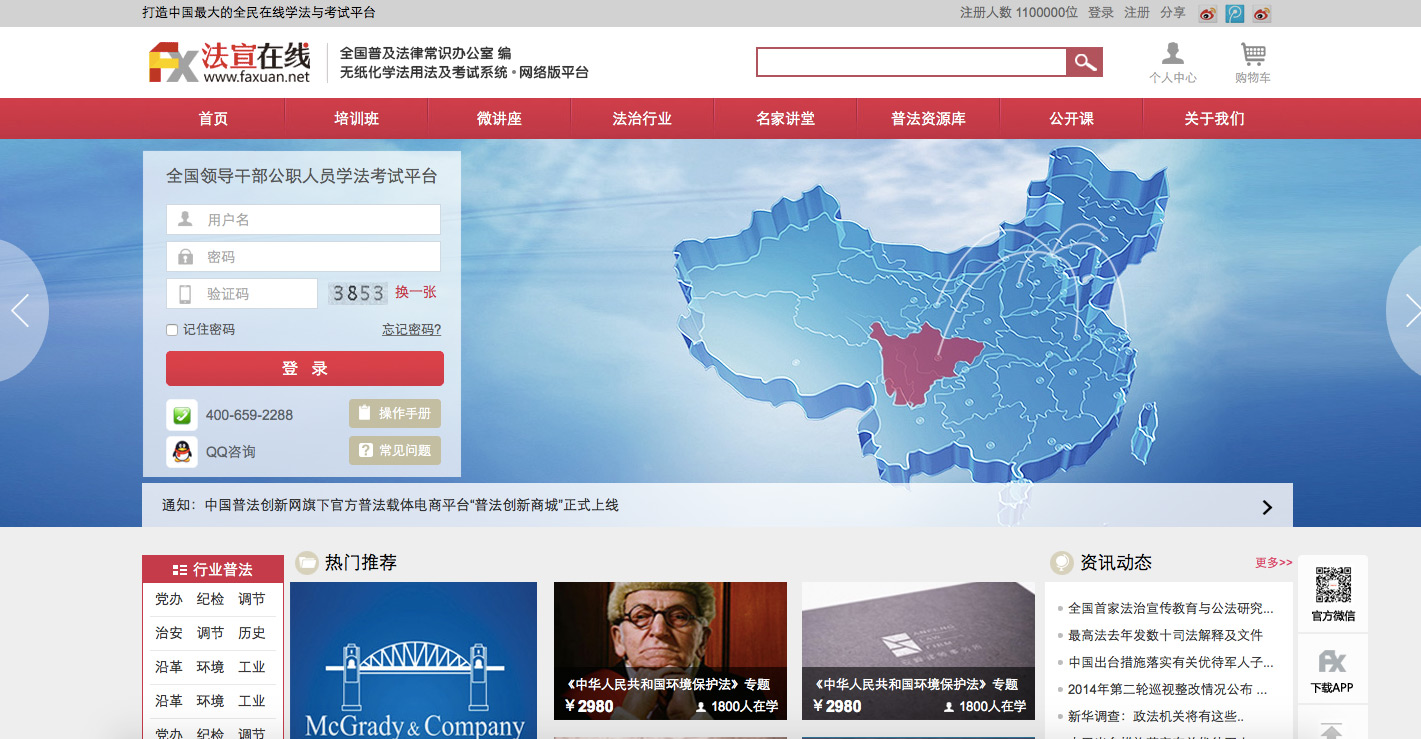 打造中国最大的全民在线学法与考试平台
注册人数 1100000位 登录 注册 分享
FX 法宣在线
www.faxuan.net
全国普及法律常识办公室 编
无纸化学法用法及考试系统·网络版平台
个人中心
购物车
首页 培训班 微讲座 法治行业 名家讲堂 普法资源库 公开课 关于我们
全国领导干部公职人员学法考试平台
用户名
密码
验证码 3853 换一张
记住密码 忘记密码?
登 录
400-659-2288 操作手册
QQ咨询 常见问题
通知：中国普法创新网旗下官方普法载体电商平台“普法创新商城”正式上线
行业普法
党办 纪检 调节
治安 调节 历史
沿革 环境 工业
沿革 环境 工业
党办 纪检 调节
热门推荐
McGrady & Company
《中华人民共和国环境保护法》专题
￥2980 1800人在学
LAW
FIRM
《中华人民共和国环境保护法》专题
￥2980 1800人在学
资讯动态 更多>>
全国首家法治宣传教育与公法研究...
最高法去年发数十司法解释及文件
中国出台措施落实有关优待军人子...
2014年第二轮巡视整改情况公布 ...
新华调查：政法机关将有这些..
官方微信
FX
下载APP